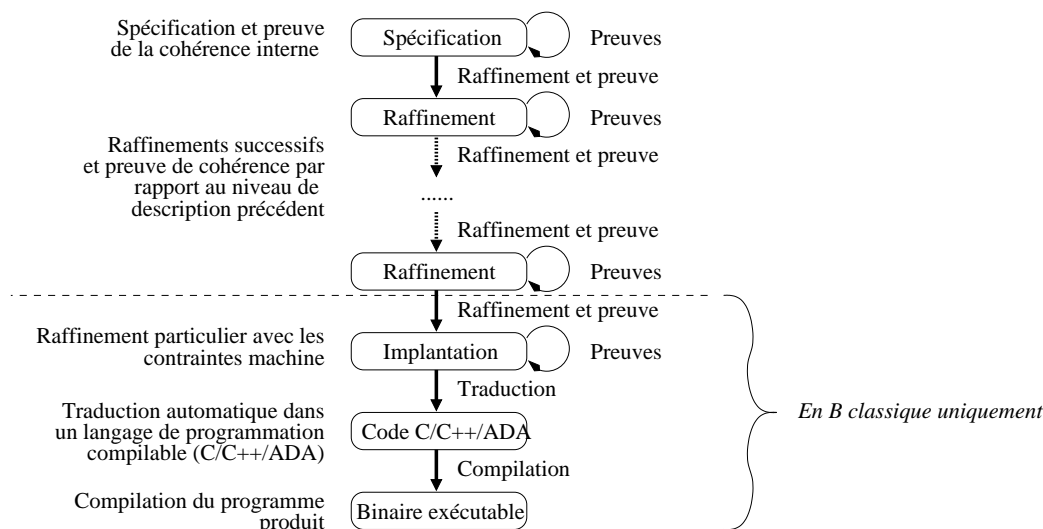 Spécification et preuve
de la cohérence interne
Spécification
Preuves
Raffinement et preuve
Raffinement
Preuves
Raffinements successifs
et preuve de cohérence par
rapport au niveau de
description précédent
Raffinement et preuve
......
Raffinement et preuve
Raffinement
Preuves
Raffinement et preuve
Raffinement particulier avec les
contraintes machine
Implantation
Preuves
Traduction
Traduction automatique dans
un langage de programmation
compilable (C/C++/ADA)
Code C/C++/ADA
En B classique uniquement
Compilation
Compilation du programme
produit
Binaire exécutable